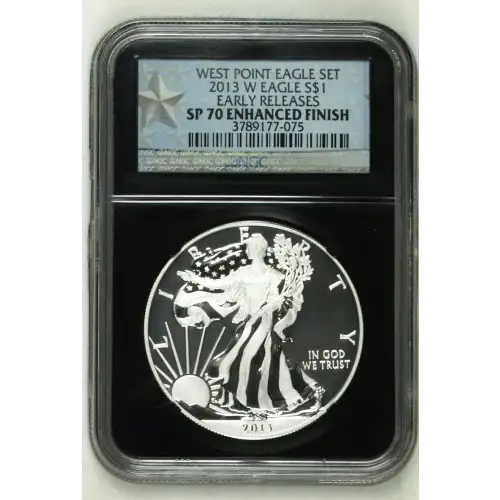 WEST POINT EAGLE SET
2013 W EAGLE S$1
EARLY RELEASES
SP 70 ENHANCED FINISH
3789177-075
LIBERTY
IN GOD
WE TRUST
2013